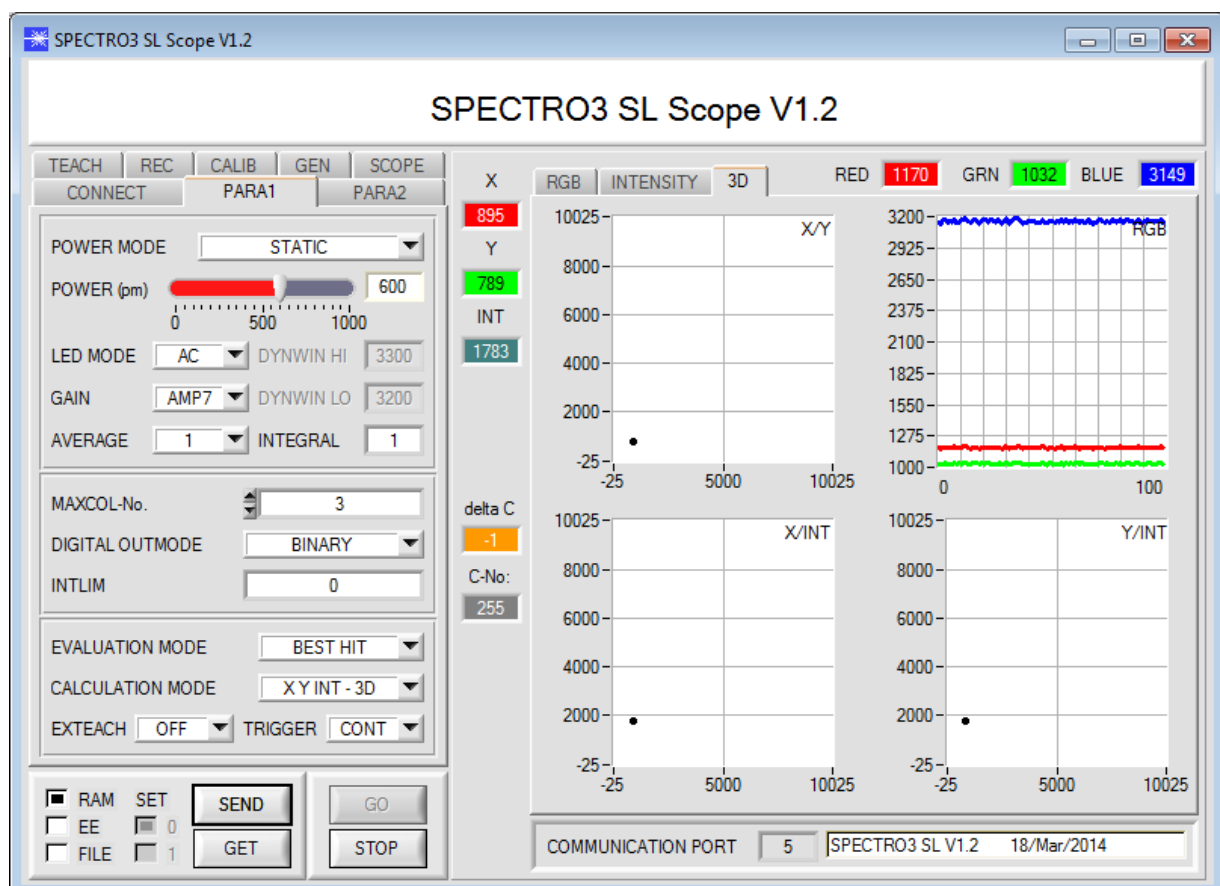 SPECTRO3 SL Scope V1.2
SPECTRO3 SL Scope V1.2
TEACH REC CALIB GEN SCOPE
CONNECT PARA1 PARA2
POWER MODE STATIC
POWER (pm) 600
0 500 1000
LED MODE AC DYNWIN HI 3300
GAIN AMP7 DYNWIN LO 3200
AVERAGE 1 INTEGRAL 1
MAXCOL-No. 3
DIGITAL OUTMODE BINARY
INTLIM 0
EVALUATION MODE BEST HIT
CALCULATION MODE X Y INT - 3D
EXTEACH OFF TRIGGER CONT
RAM SET SEND GO
EE 0
FILE 1 GET STOP
X
895
Y
789
INT
1783
delta C
-1
C-No:
255
RGB INTENSITY 3D RED 1170 GRN 1032 BLUE 3149
X/Y
10025
8000
6000
4000
2000
-25
-25 5000 10025
RGB
3200
2925
2650
2375
2100
1825
1550
1275
1000
0 100
X/INT
10025
8000
6000
4000
2000
-25
-25 5000 10025
Y/INT
10025
8000
6000
4000
2000
-25
-25 5000 10025
COMMUNICATION PORT 5 SPECTRO3 SL V1.2 18/Mar/2014